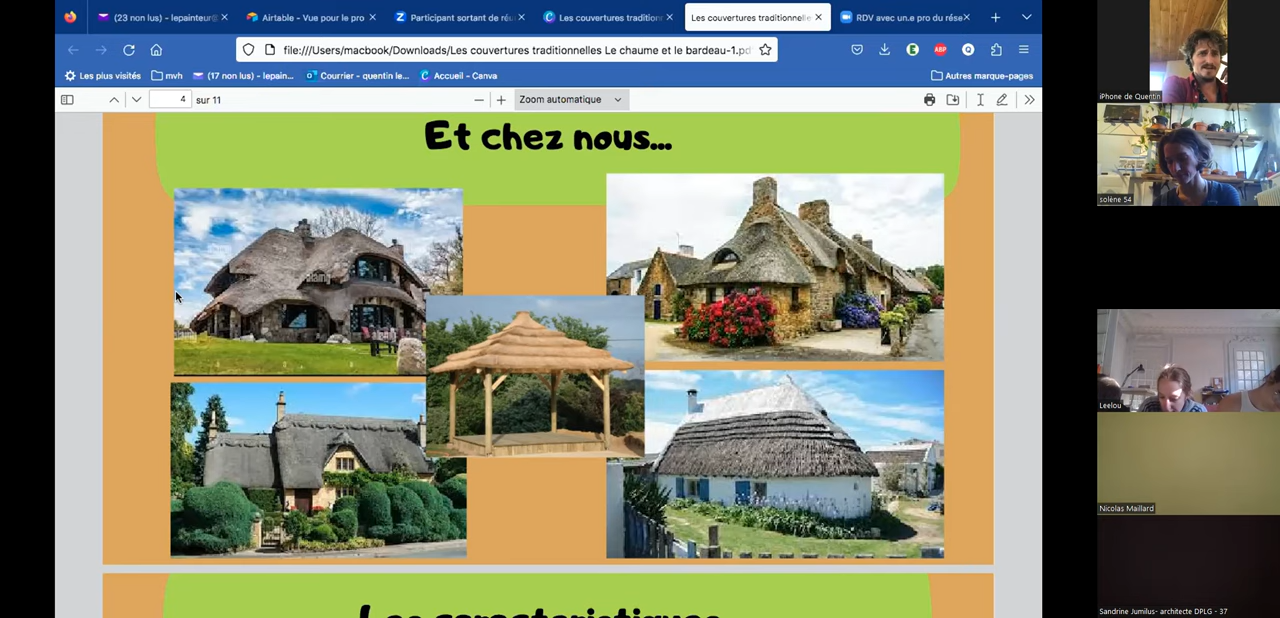 (23 non lus) - lepainteur@
Airtable - Vue pour le pro
Participant sortant de ré
Les couvertures tradition
Les couvertures traditionnelle
RDV avec un.e pro du rése
file:///Users/macbook/Downloads/Les couvertures traditionnelles Le chaume et le bardeau-1.pd
Les plus visités
mvh
(17 non lus) - lepain...
Courrier - quentin le...
Accueil - Canva
Autres marque-pages
4 sur 11
Zoom automatique
Et chez nous...
Les caracteristiques
iPhone de Quentin
solène 54
Leelou
Nicolas Maillard
Sandrine Jumilus- architecte DPLG - 37